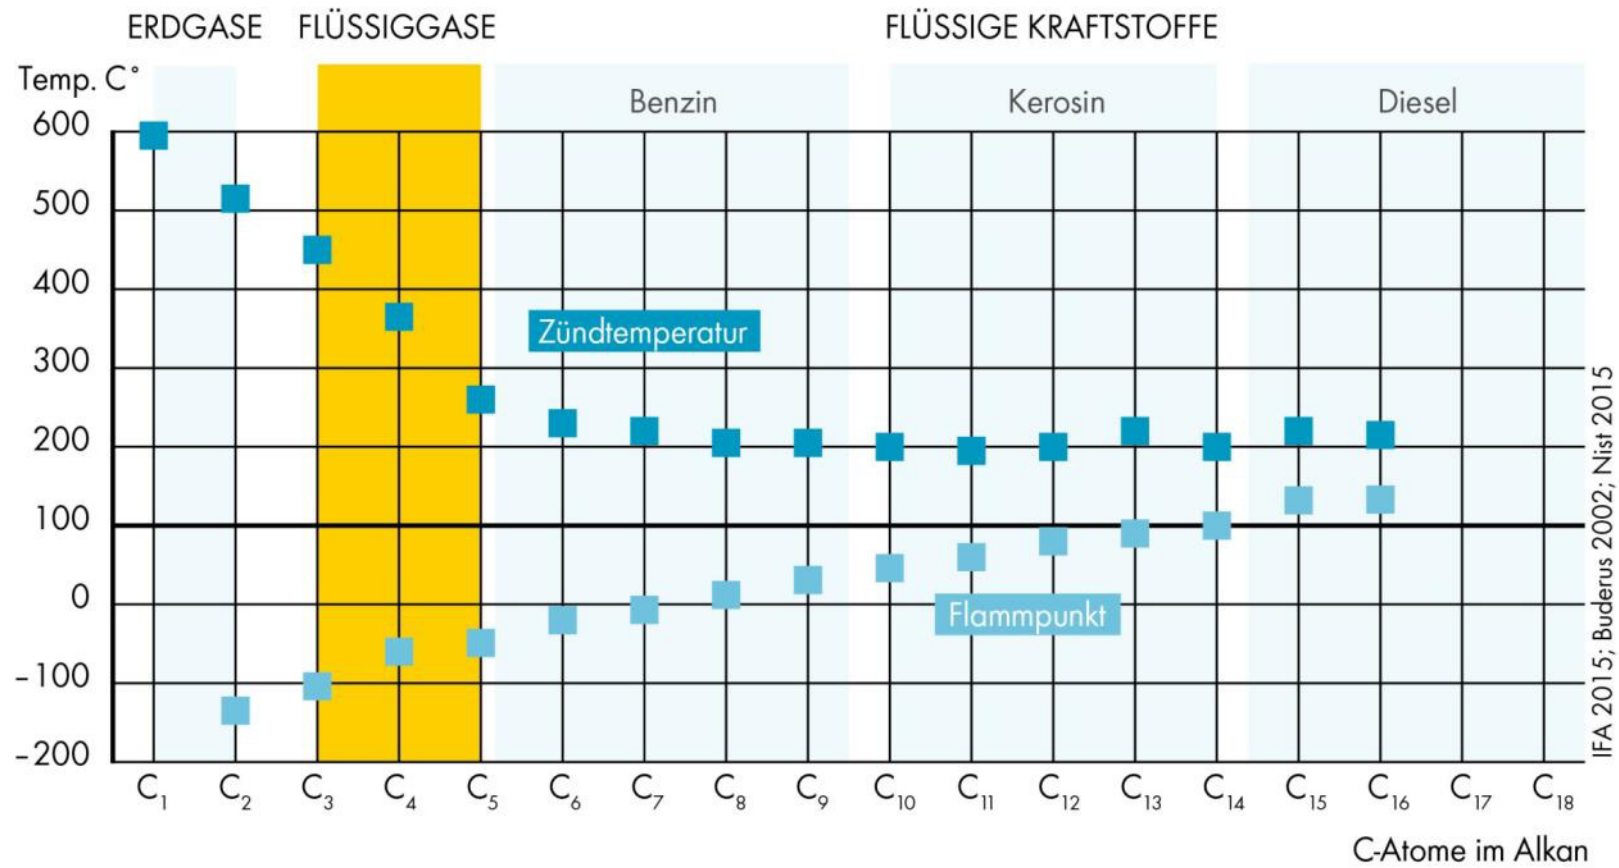 ERDGASE FLÜSSIGGASE FLÜSSIGE KRAFTSTOFFE
Temp. C°
Benzin Kerosin Diesel
600
500
400
300
200
100
0
-100
-200
Zündtemperatur
Flammpunkt
C₁ C₂ C₃ C₄ C₅ C₆ C₇ C₈ C₉ C₁₀ C₁₁ C₁₂ C₁₃ C₁₄ C₁₅ C₁₆ C₁₇ C₁₈
C-Atome im Alkan
IFA 2015; Buderus 2002; Nist 2015